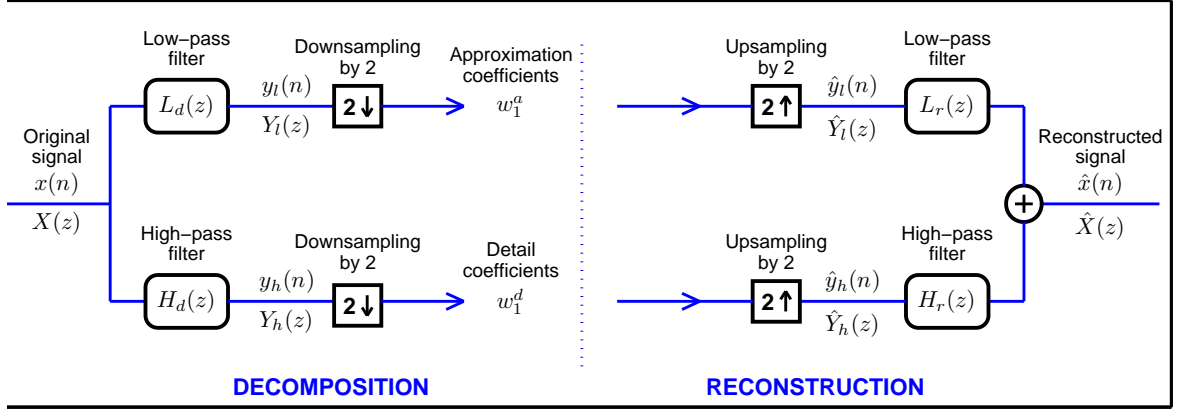 Low−pass
filter
L_d(z)
y_l(n)
Y_l(z)
Downsampling
by 2
2↓
Approximation
coefficients
w_1^a
Original
signal
x(n)
X(z)
High−pass
filter
H_d(z)
y_h(n)
Y_h(z)
Downsampling
by 2
2↓
Detail
coefficients
w_1^d
DECOMPOSITION
Upsampling
by 2
2↑
ŷ_l(n)
Ŷ_l(z)
Low−pass
filter
L_r(z)
Upsampling
by 2
2↑
ŷ_h(n)
Ŷ_h(z)
High−pass
filter
H_r(z)
+
Reconstructed
signal
x̂(n)
X̂(z)
RECONSTRUCTION